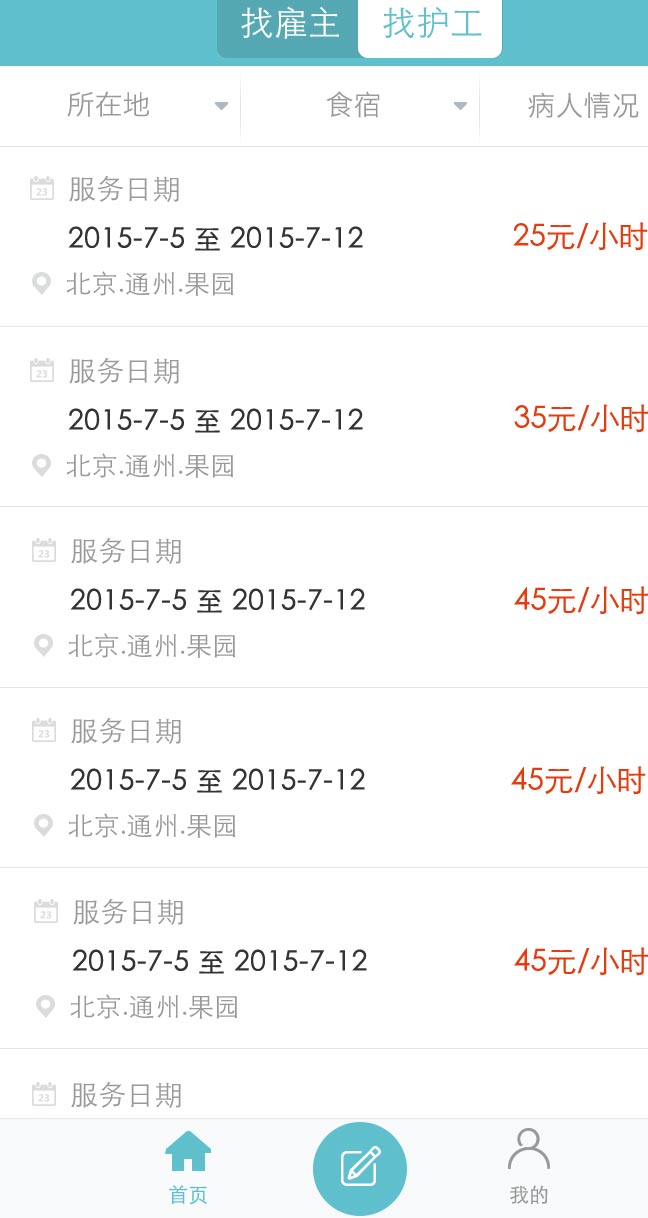 找雇主 找护工
所在地 食宿 病人情况
23 服务日期
2015-7-5 至 2015-7-12 25元/小时
北京.通州.果园
23 服务日期
2015-7-5 至 2015-7-12 35元/小时
北京.通州.果园
23 服务日期
2015-7-5 至 2015-7-12 45元/小时
北京.通州.果园
23 服务日期
2015-7-5 至 2015-7-12 45元/小时
北京.通州.果园
23 服务日期
2015-7-5 至 2015-7-12 45元/小时
北京.通州.果园
23 服务日期
首页 我的